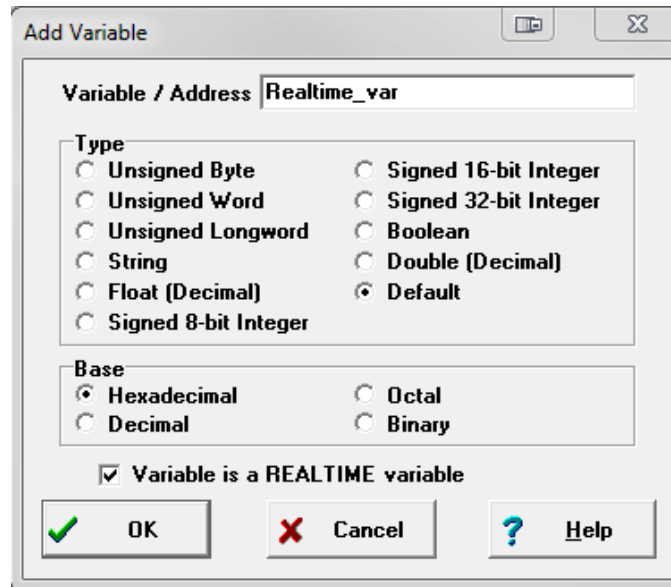 Add Variable
Variable / Address Realtime_var
Type
Unsigned Byte Signed 16-bit Integer
Unsigned Word Signed 32-bit Integer
Unsigned Longword Boolean
String Double (Decimal)
Float (Decimal) Default
Signed 8-bit Integer
Base
Hexadecimal Octal
Decimal Binary
Variable is a REALTIME variable
OK Cancel ? Help